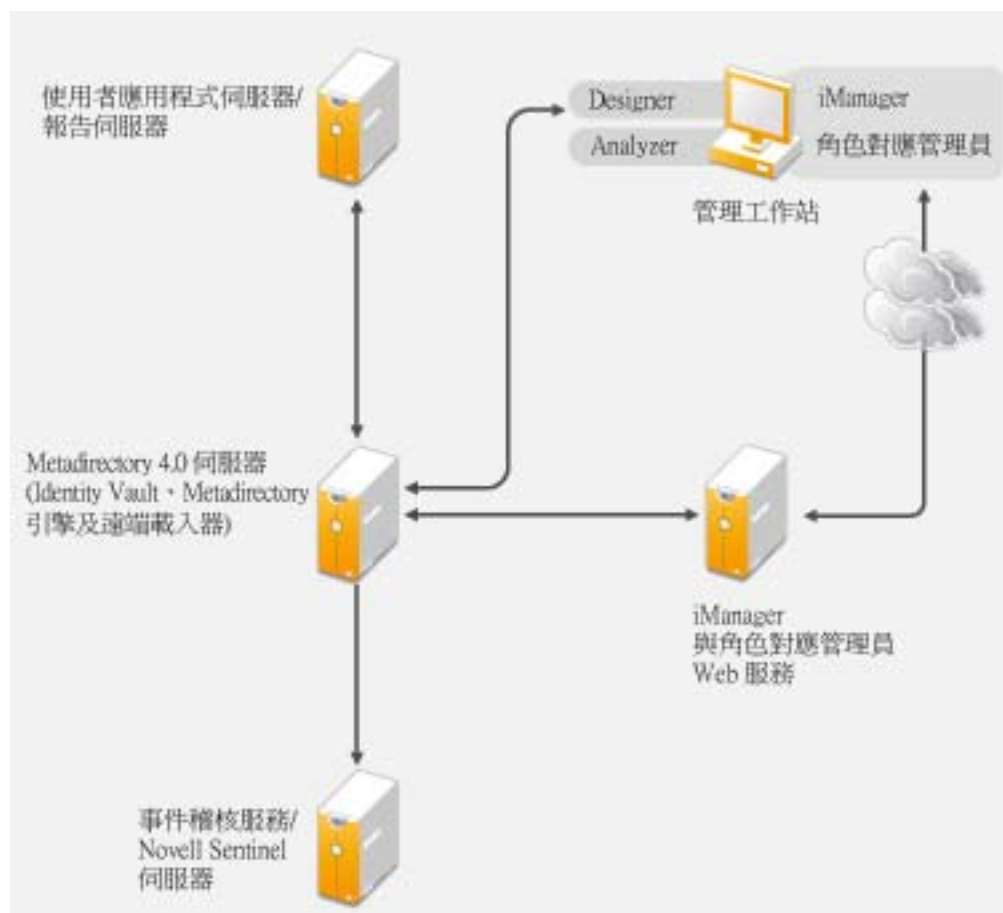 使用者應用程式伺服器/
報告伺服器
Designer
Analyzer
iManager
角色對應管理員
管理工作站
Metadirectory 4.0 伺服器
(Identity Vault、Metadirectory
引擎及遠端載入器)
iManager
與角色對應管理員
Web 服務
事件稽核服務/
Novell Sentinel
伺服器